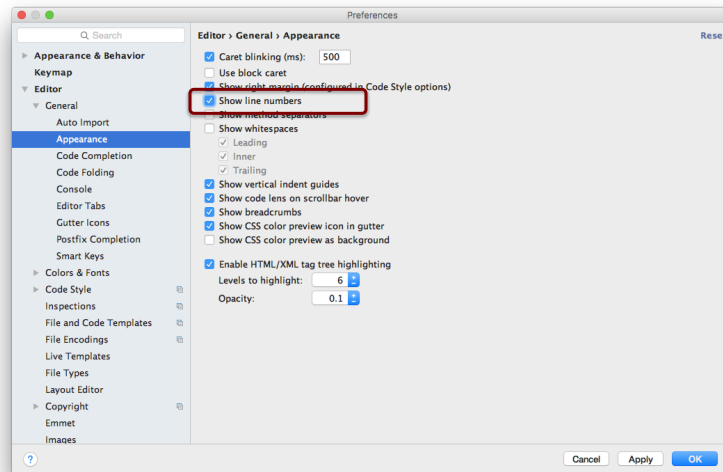 Preferences
Search
Appearance & Behavior
Keymap
Editor
General
Auto Import
Appearance
Code Completion
Code Folding
Console
Editor Tabs
Gutter Icons
Postfix Completion
Smart Keys
Colors & Fonts
Code Style
Inspections
File and Code Templates
File Encodings
Live Templates
File Types
Layout Editor
Copyright
Emmet
Images
?
Editor › General › Appearance
Rese
Caret blinking (ms): 500
Use block caret
Show right margin (configured in Code Style options)
Show line numbers
Show method separators
Show whitespaces
Leading
Inner
Trailing
Show vertical indent guides
Show code lens on scrollbar hover
Show breadcrumbs
Show CSS color preview icon in gutter
Show CSS color preview as background
Enable HTML/XML tag tree highlighting
Levels to highlight: 6
Opacity: 0.1
Cancel Apply OK